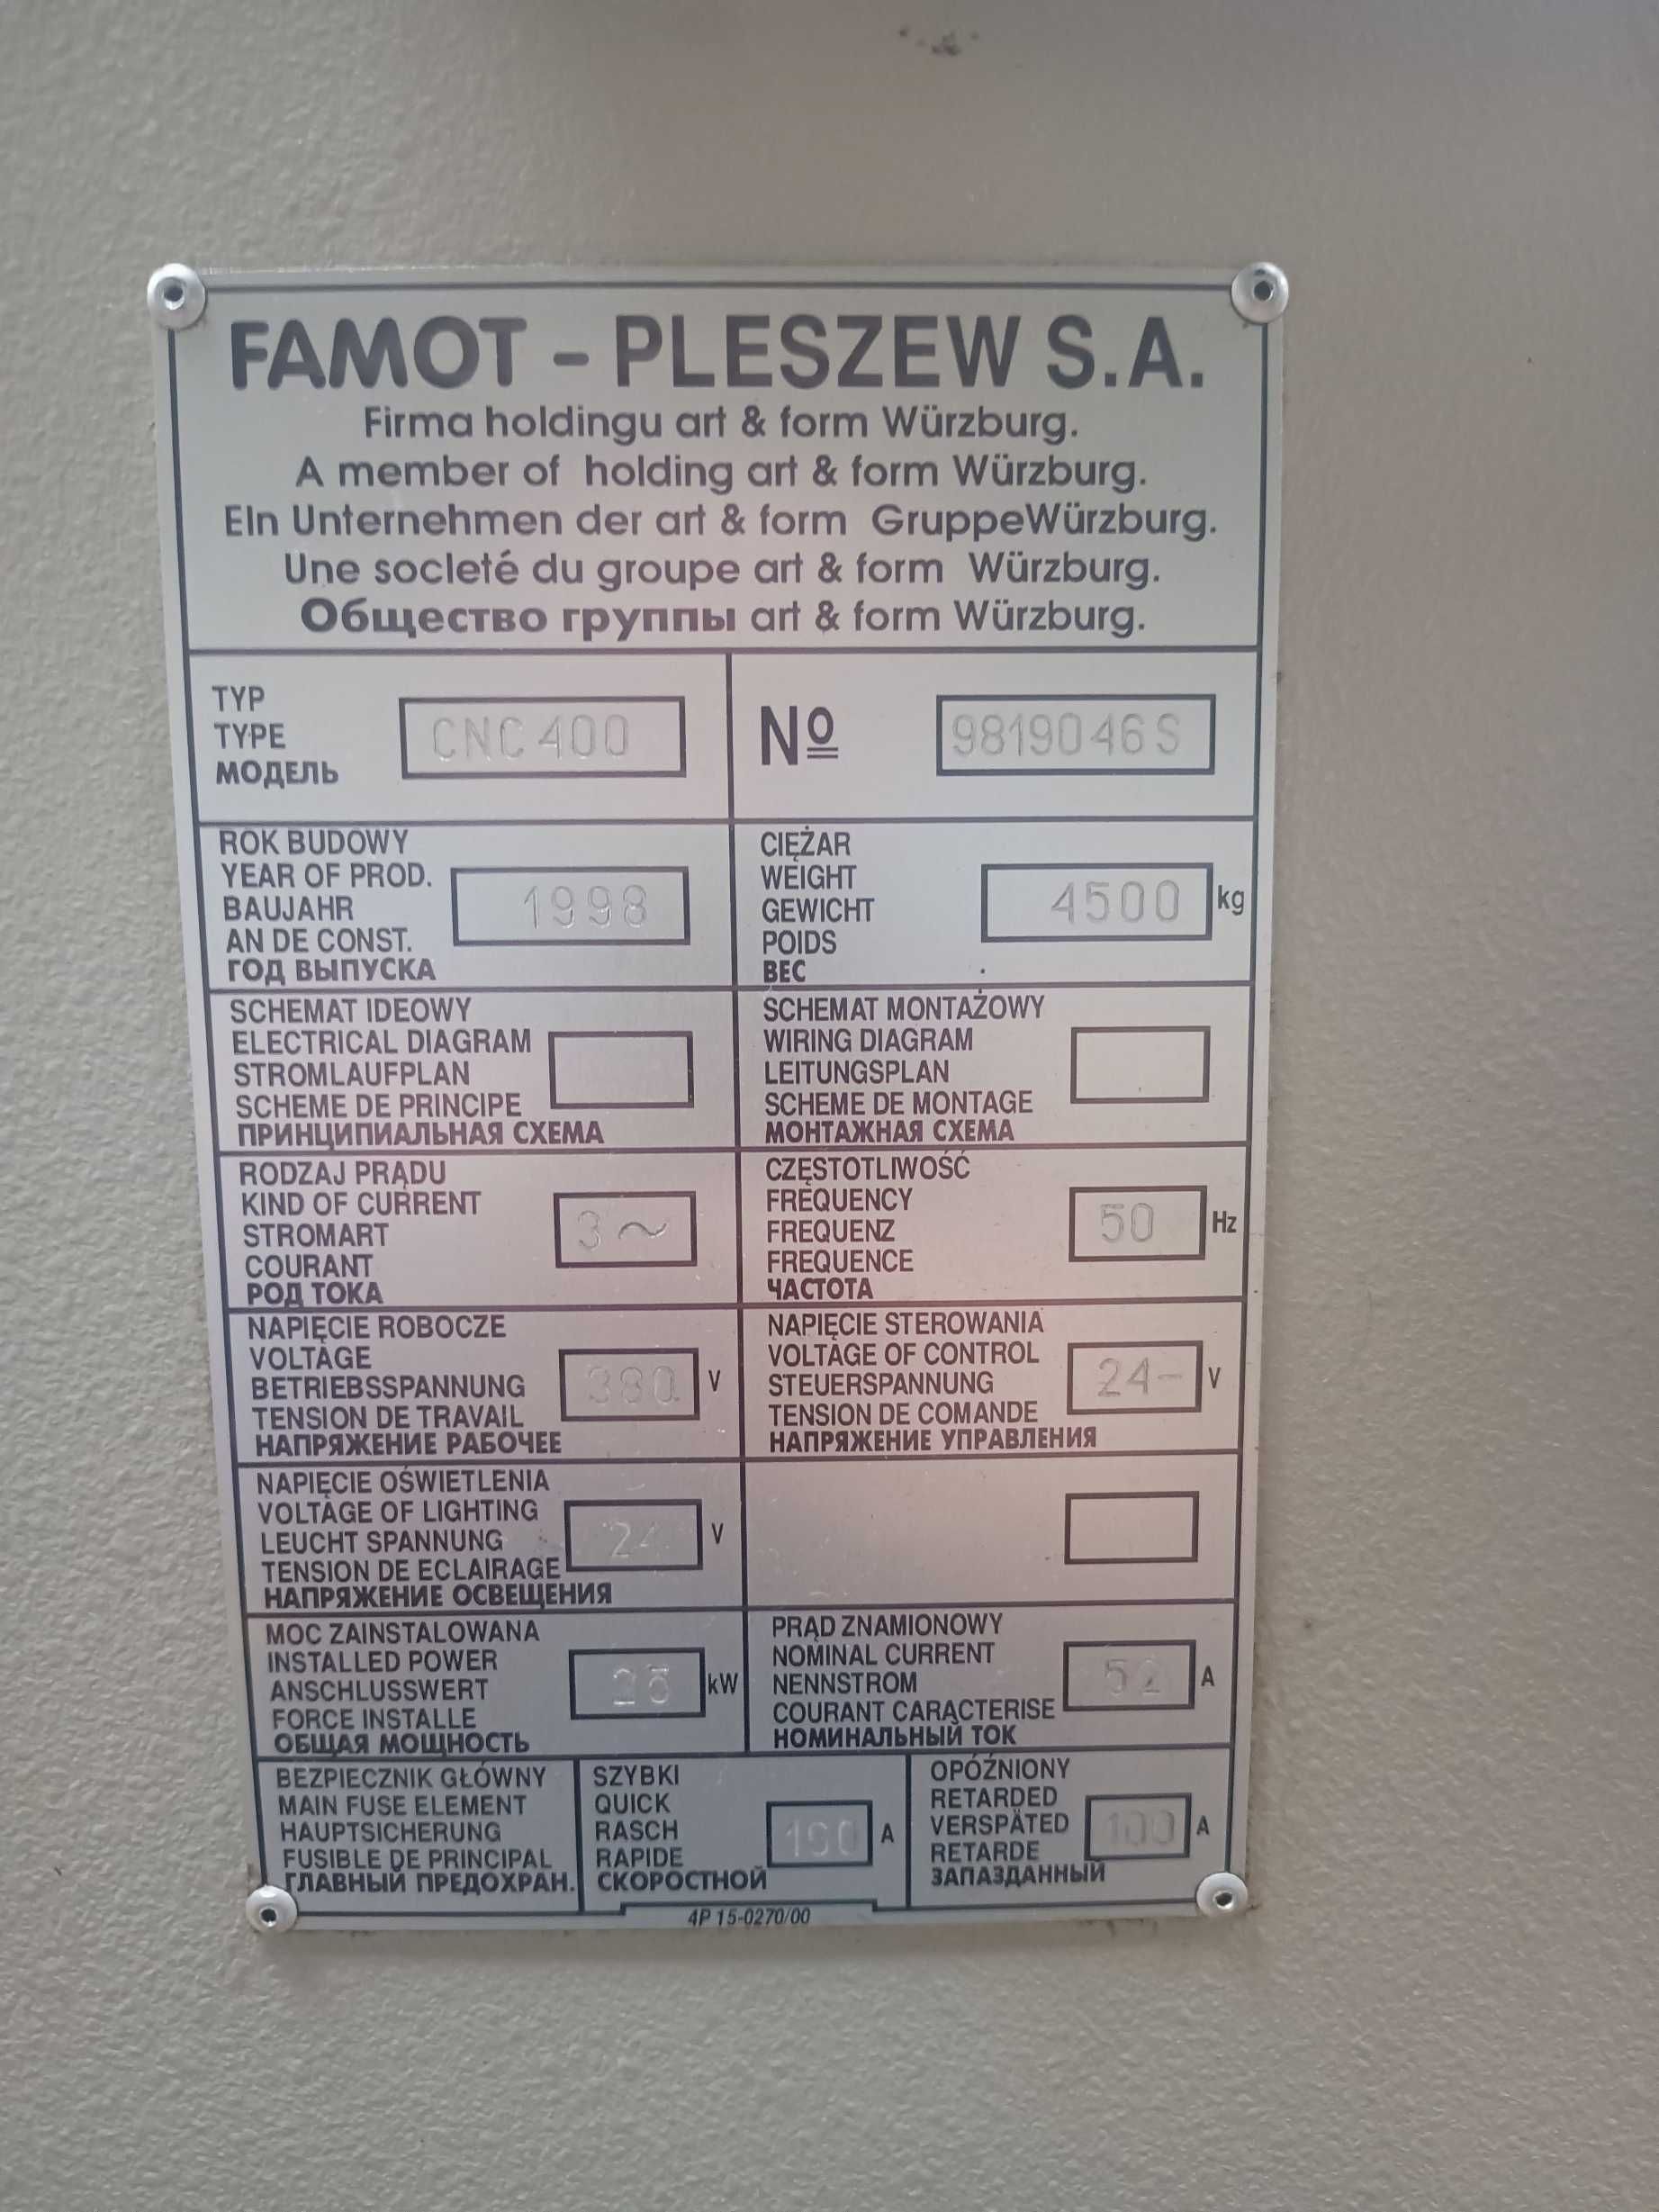 FAMOT - PLESZEW S.A.
Firma holdingu art & form Würzburg.
A member of holding art & form Würzburg.
EIn Unternehmen der art & form GruppeWürzburg.
Une socIeté du groupe art & form Würzburg.
Общество группы art & form Würzburg.
TYP
TYPE
МОДЕЛЬ
CNC 400
Nº
9819046S
ROK BUDOWY
YEAR OF PROD.
BAUJAHR
AN DE CONST.
ГОД ВЫПУСКА
1998
CIĘŻAR
WEIGHT
GEWICHT
POIDS
ВЕС
4500 kg
SCHEMAT IDEOWY
ELECTRICAL DIAGRAM
STROMLAUFPLAN
SCHEME DE PRINCIPE
ПРИНЦИПИАЛЬНАЯ СХЕМА
SCHEMAT MONTAŻOWY
WIRING DIAGRAM
LEITUNGSPLAN
SCHEME DE MONTAGE
МОНТАЖНАЯ СХЕМА
RODZAJ PRĄDU
KIND OF CURRENT
STROMART
COURANT
РОД ТОКА
3~
CZĘSTOTLIWOŚĆ
FREQUENCY
FREQUENZ
FREQUENCE
ЧАСТОТА
50 Hz
NAPIĘCIE ROBOCZE
VOLTAGE
BETRIEBSSPANNUNG
TENSION DE TRAVAIL
НАПРЯЖЕНИЕ РАБОЧЕЕ
380 V
NAPIĘCIE STEROWANIA
VOLTAGE OF CONTROL
STEUERSPANNUNG
TENSION DE COMANDE
НАПРЯЖЕНИЕ УПРАВЛЕНИЯ
24- V
NAPIĘCIE OŚWIETLENIA
VOLTAGE OF LIGHTING
LEUCHT SPANNUNG
TENSION DE ECLAIRAGE
НАПРЯЖЕНИЕ ОСВЕЩЕНИЯ
24 V
MOC ZAINSTALOWANA
INSTALLED POWER
ANSCHLUSSWERT
FORCE INSTALLE
ОБЩАЯ МОЩНОСТЬ
kW
PRĄD ZNAMIONOWY
NOMINAL CURRENT
NENNSTROM
COURANT CARACTERISE
НОМИНАЛЬНЫЙ ТОК
52 A
BEZPIECZNIK GŁÓWNY
MAIN FUSE ELEMENT
HAUPTSICHERUNG
FUSIBLE DE PRINCIPAL
ГЛАВНЫЙ ПРЕДОХРАН.
SZYBKI
QUICK
RASCH
RAPIDE
СКОРОСТНОЙ
A
OPÓŹNIONY
RETARDED
VERSPÄTED
RETARDE
ЗАПАЗДАННЫЙ
100 A
4P 15-0270/00